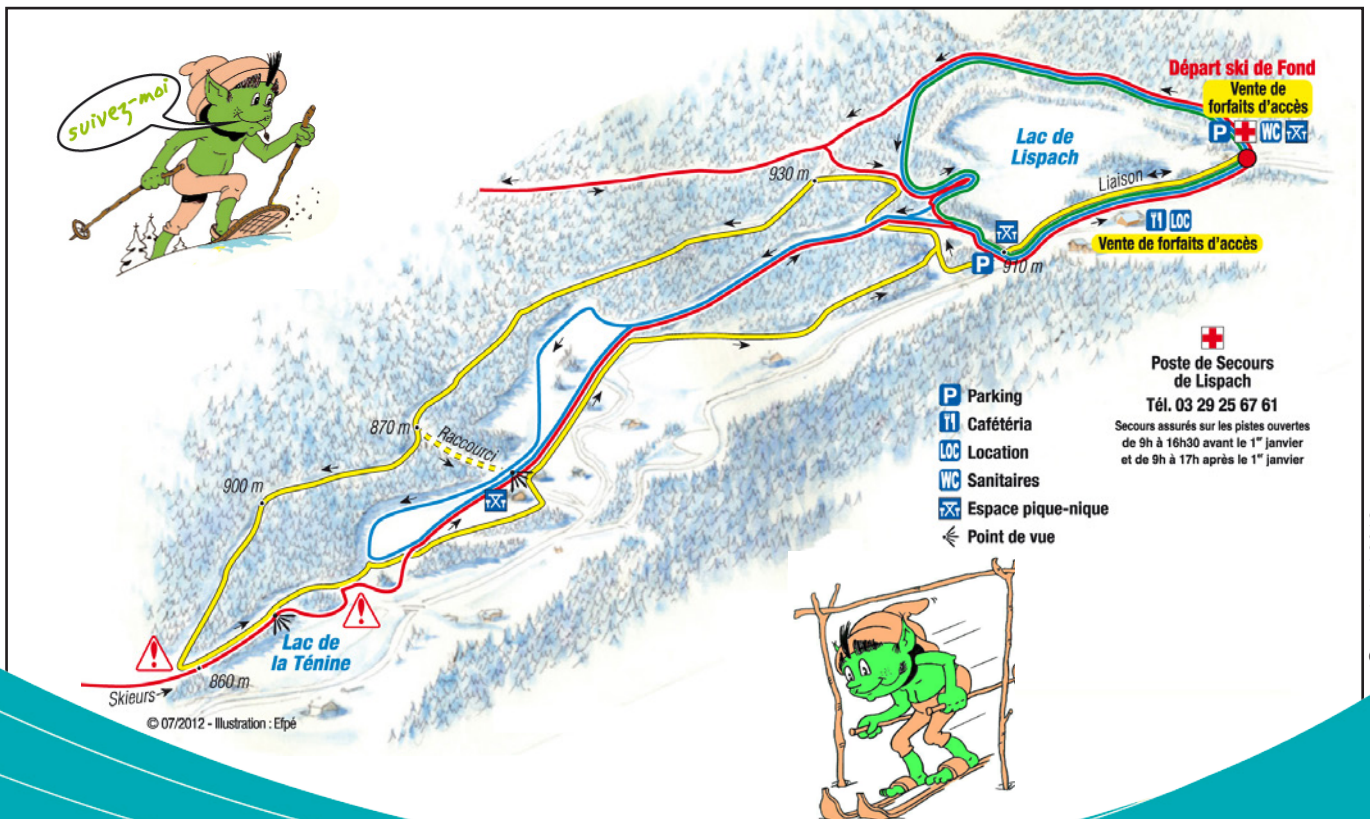 suivez-moi
Départ ski de Fond
Vente de
forfaits d'accès
P WC
Lac de
Lispach
930 m
Liaison
LOC
Vente de forfaits d'accès
P
910 m
870 m
Raccourci
900 m
Lac de
la Ténine
860 m
Skieurs
Poste de Secours
de Lispach
Tél. 03 29 25 67 61
Secours assurés sur les pistes ouvertes
de 9h à 16h30 avant le 1er janvier
et de 9h à 17h après le 1er janvier
P Parking
Cafétéria
LOC Location
WC Sanitaires
Espace pique-nique
Point de vue
© 07/2012 - Illustration : Efpé